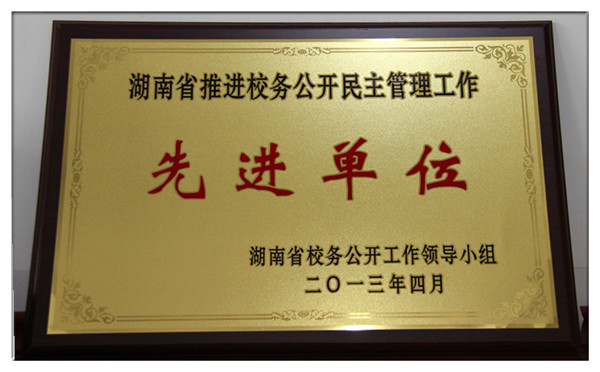 湖南省推进校务公开民主管理工作
先进单位
湖南省校务公开工作领导小组
二〇一三年四月